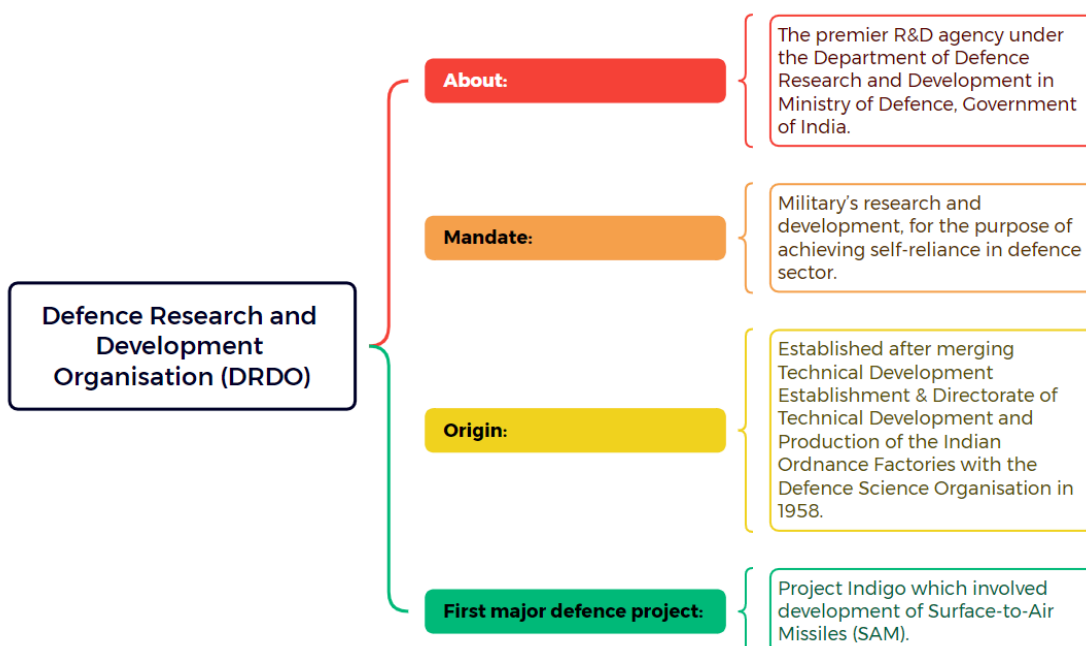 Defence Research and
Development
Organisation (DRDO)
About:
The premier R&D agency under
the Department of Defence
Research and Development in
Ministry of Defence, Government
of India.
Mandate:
Military’s research and
development, for the purpose of
achieving self-reliance in defence
sector.
Origin:
Established after merging
Technical Development
Establishment & Directorate of
Technical Development and
Production of the Indian
Ordnance Factories with the
Defence Science Organisation in
1958.
First major defence project:
Project Indigo which involved
development of Surface-to-Air
Missiles (SAM).